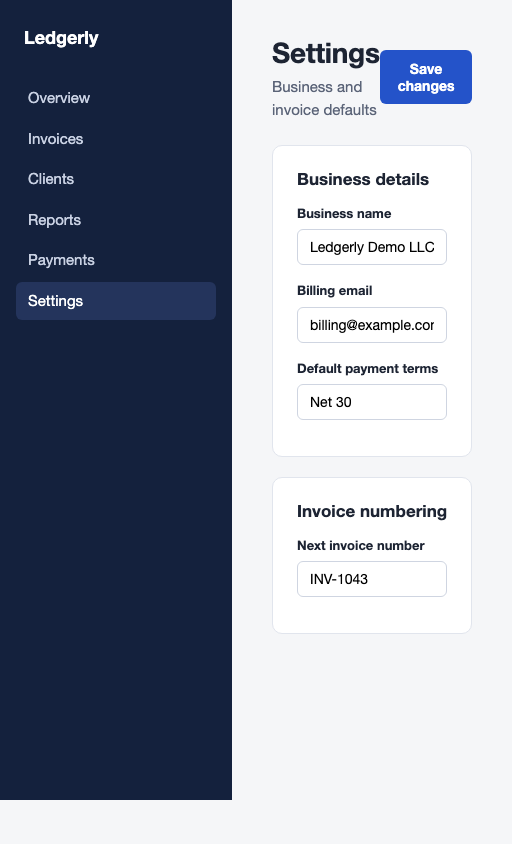 Ledgerly
Overview
Invoices
Clients
Reports
Payments
Settings
Settings
Business and
invoice defaults
Save
changes
Business details
Business name
Ledgerly Demo LLC
Billing email
billing@example.cor
Default payment terms
Net 30
Invoice numbering
Next invoice number
INV-1043